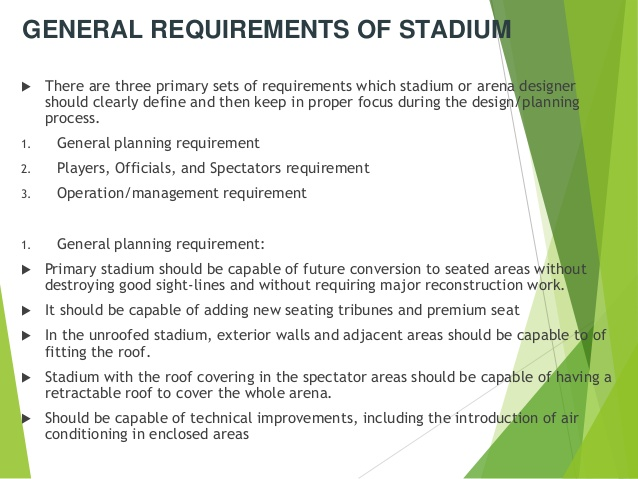 GENERAL REQUIREMENTS OF STADIUM
There are three primary sets of requirements which stadium or arena designer
should clearly define and then keep in proper focus during the design/planning
process.
1. General planning requirement
2. Players, Officials, and Spectators requirement
3. Operation/management requirement
1. General planning requirement:
Primary stadium should be capable of future conversion to seated areas without
destroying good sight-lines and without requiring major reconstruction work.
It should be capable of adding new seating tribunes and premium seat
In the unroofed stadium, exterior walls and adjacent areas should be capable to of
fitting the roof.
Stadium with the roof covering in the spectator areas should be capable of having a
retractable roof to cover the whole arena.
Should be capable of technical improvements, including the introduction of air
conditioning in enclosed areas